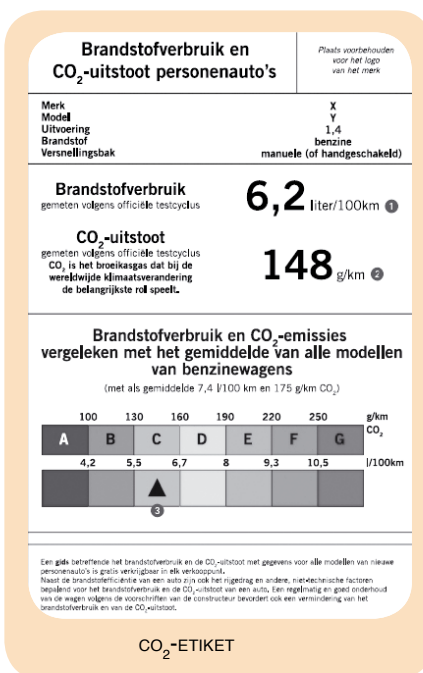 Brandstofverbruik en
CO2-uitstoot personenauto's
Plaats voorbehouden
voor het logo
van het merk
Merk X
Model Y
Uitvoering 1,4
Brandstof benzine
Versnellingsbak manuele (of handgeschakeld)
Brandstofverbruik
gemeten volgens officiële testcyclus
6,2 liter/100km 1
CO2-uitstoot
gemeten volgens officiële testcyclus
CO2 is het broeikasgas dat bij de
wereldwijde klimaatsverandering
de belangrijkste rol speelt.
148 g/km 2
Brandstofverbruik en CO2-emissies
vergeleken met het gemiddelde van alle modellen
van benzinewagens
(met als gemiddelde 7,4 l/100 km en 175 g/km CO2)
100 130 160 190 220 250 g/km
CO2
A B C D E F G
4,2 5,5 6,7 8 9,3 10,5 l/100km
3
Een gids betreffende het brandstofverbruik en de CO2-uitstoot met gegevens voor alle modellen van nieuwe
personenauto's is gratis verkrijgbaar in elk verkooppunt.
Naast de brandstofefficiëntie van een auto zijn ook het rijgedrag en andere, niet-technische factoren
bepalend voor het brandstofverbruik en de CO2-uitstoot van een auto. Een regelmatig en goed onderhoud
van de wagen volgens de voorschriften van de constructeur bevordert ook een vermindering van het
brandstofverbruik en van de CO2-uitstoot.
CO2-ETIKET